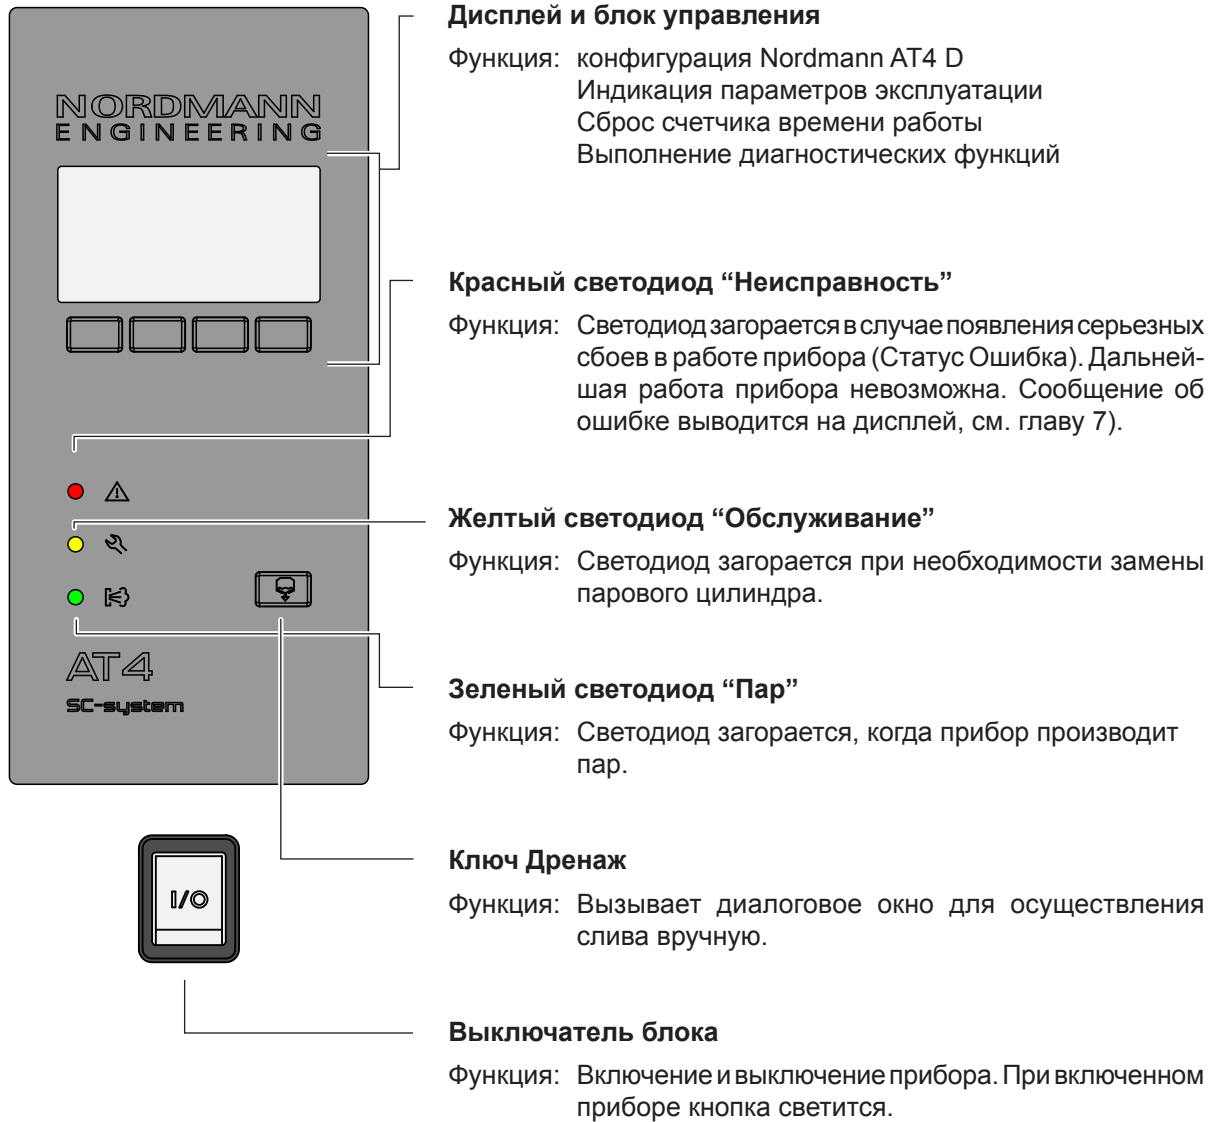 NORDMANN
ENGINEERING
AT4
SC-system
I/O
Дисплей и блок управления
Функция: конфигурация Nordmann AT4 D
Индикация параметров эксплуатации
Сброс счетчика времени работы
Выполнение диагностических функций
Красный светодиод “Неисправность”
Функция: Светодиод загорается в случае появления серьезных
сбоев в работе прибора (Статус Ошибка). Дальней-
шая работа прибора невозможна. Сообщение об
ошибке выводится на дисплей, см. главу 7).
Желтый светодиод “Обслуживание”
Функция: Светодиод загорается при необходимости замены
парового цилиндра.
Зеленый светодиод “Пар”
Функция: Светодиод загорается, когда прибор производит
пар.
Ключ Дренаж
Функция: Вызывает диалоговое окно для осуществления
слива вручную.
Выключатель блока
Функция: Включение и выключение прибора. При включенном
приборе кнопка светится.